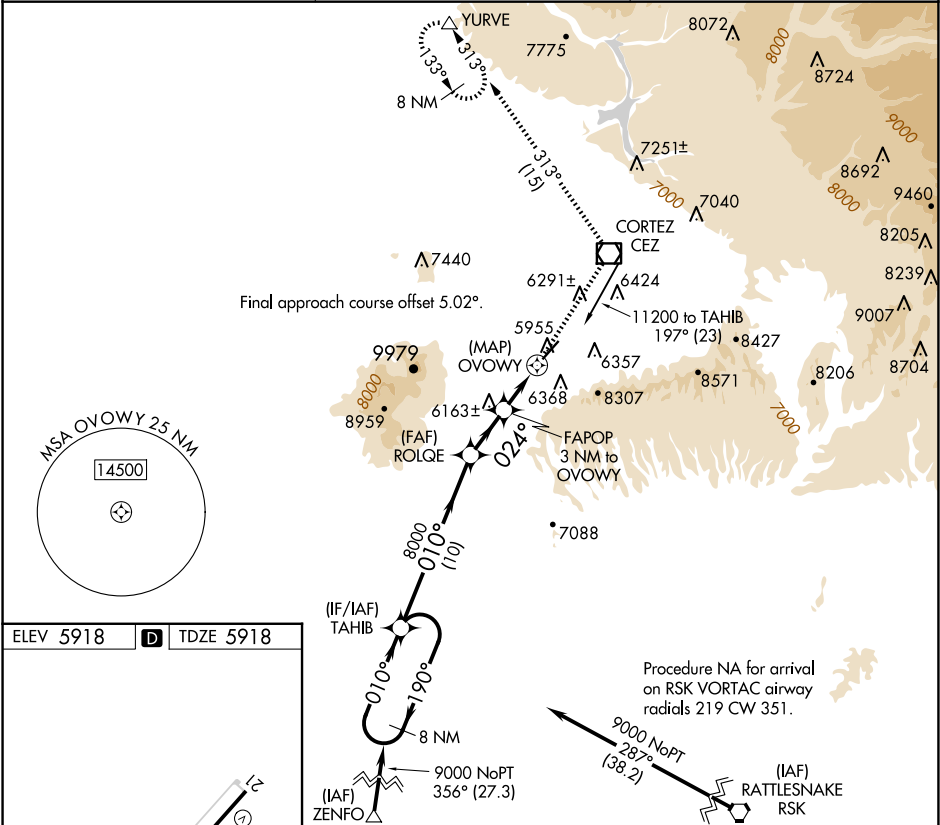 YURVE
313°
133°
8 NM
7775
8072
8000
8724
9000
7251±
8692
7000
8000
9460
313°
(15)
7040
CORTEZ
CEZ
8205
7440
6291±
6424
8239
Final approach course offset 5.02°.
11200 to TAHIB
197° (23)
9007
5955
8427
(MAP)
OVOWY
9979
6357
8704
8000
8571
8206
6368
8307
8959
6163±
7000
(FAF)
ROLQE
024°
FAPOP
3 NM to
OVOWY
MSA OVOWY 25 NM
14500
7088
8000
010°
(10)
(IF/IAF)
TAHIB
ELEV 5918 D TDZE 5918
010°
190°
Procedure NA for arrival
on RSK VORTAC airway
radials 219 CW 351.
8 NM
9000 NoPT
287°
(38.2)
9000 NoPT
356° (27.3)
(IAF)
ZENFO
(IAF)
RATTLESNAKE
RSK
21
V